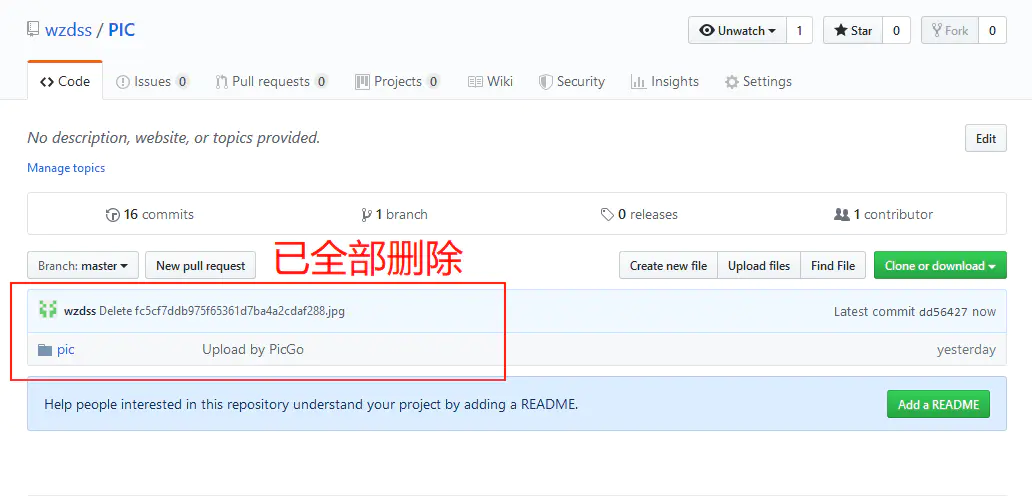 wzdss / PIC
Unwatch 1 Star 0 Fork 0
Code Issues 0 Pull requests 0 Projects 0 Wiki Security Insights Settings
No description, website, or topics provided.
Edit
Manage topics
16 commits 1 branch 0 releases 1 contributor
已全部删除
Branch: master New pull request Create new file Upload files Find File Clone or download
wzdss Delete fc5cf7ddb975f65361d7ba4a2cdaf288.jpg Latest commit dd56427 now
pic Upload by PicGo yesterday
Help people interested in this repository understand your project by adding a README. Add a README